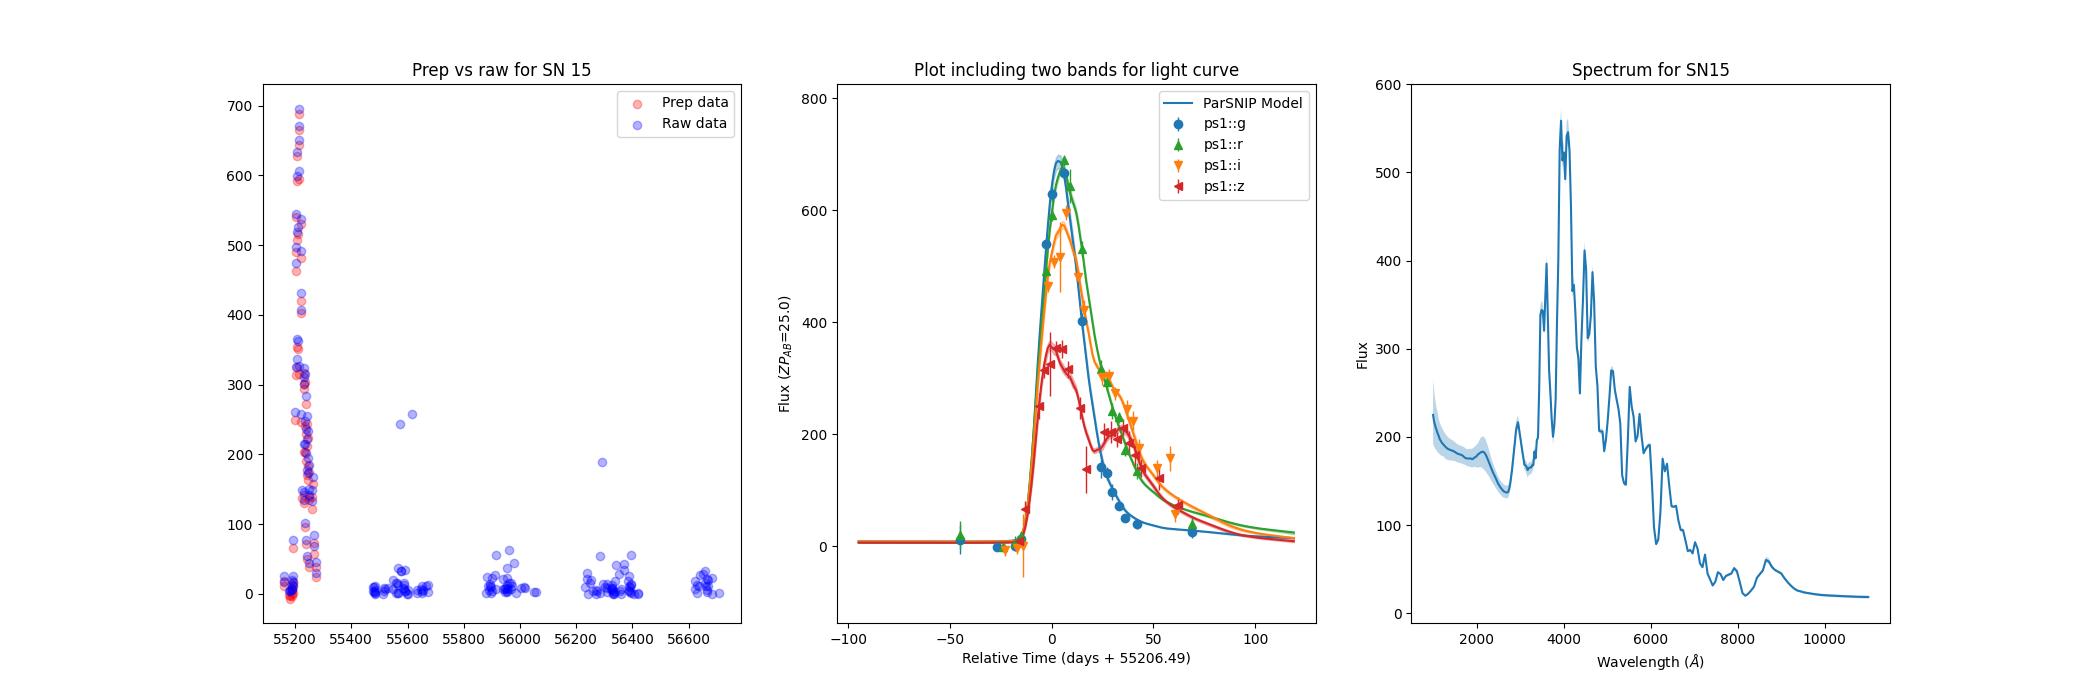 Prep vs raw for SN 15
Prep data
Raw data
700
600
500
400
300
200
100
0
55200 55400 55600 55800 56000 56200 56400 56600
Plot including two bands for light curve
ParSNIP Model
ps1::g
ps1::r
ps1::i
ps1::z
Flux (ZP_AB=25.0)
800
600
400
200
0
−100 −50 0 50 100
Relative Time (days + 55206.49)
Spectrum for SN15
Flux
600
500
400
300
200
100
0
2000 4000 6000 8000 10000
Wavelength (Å)